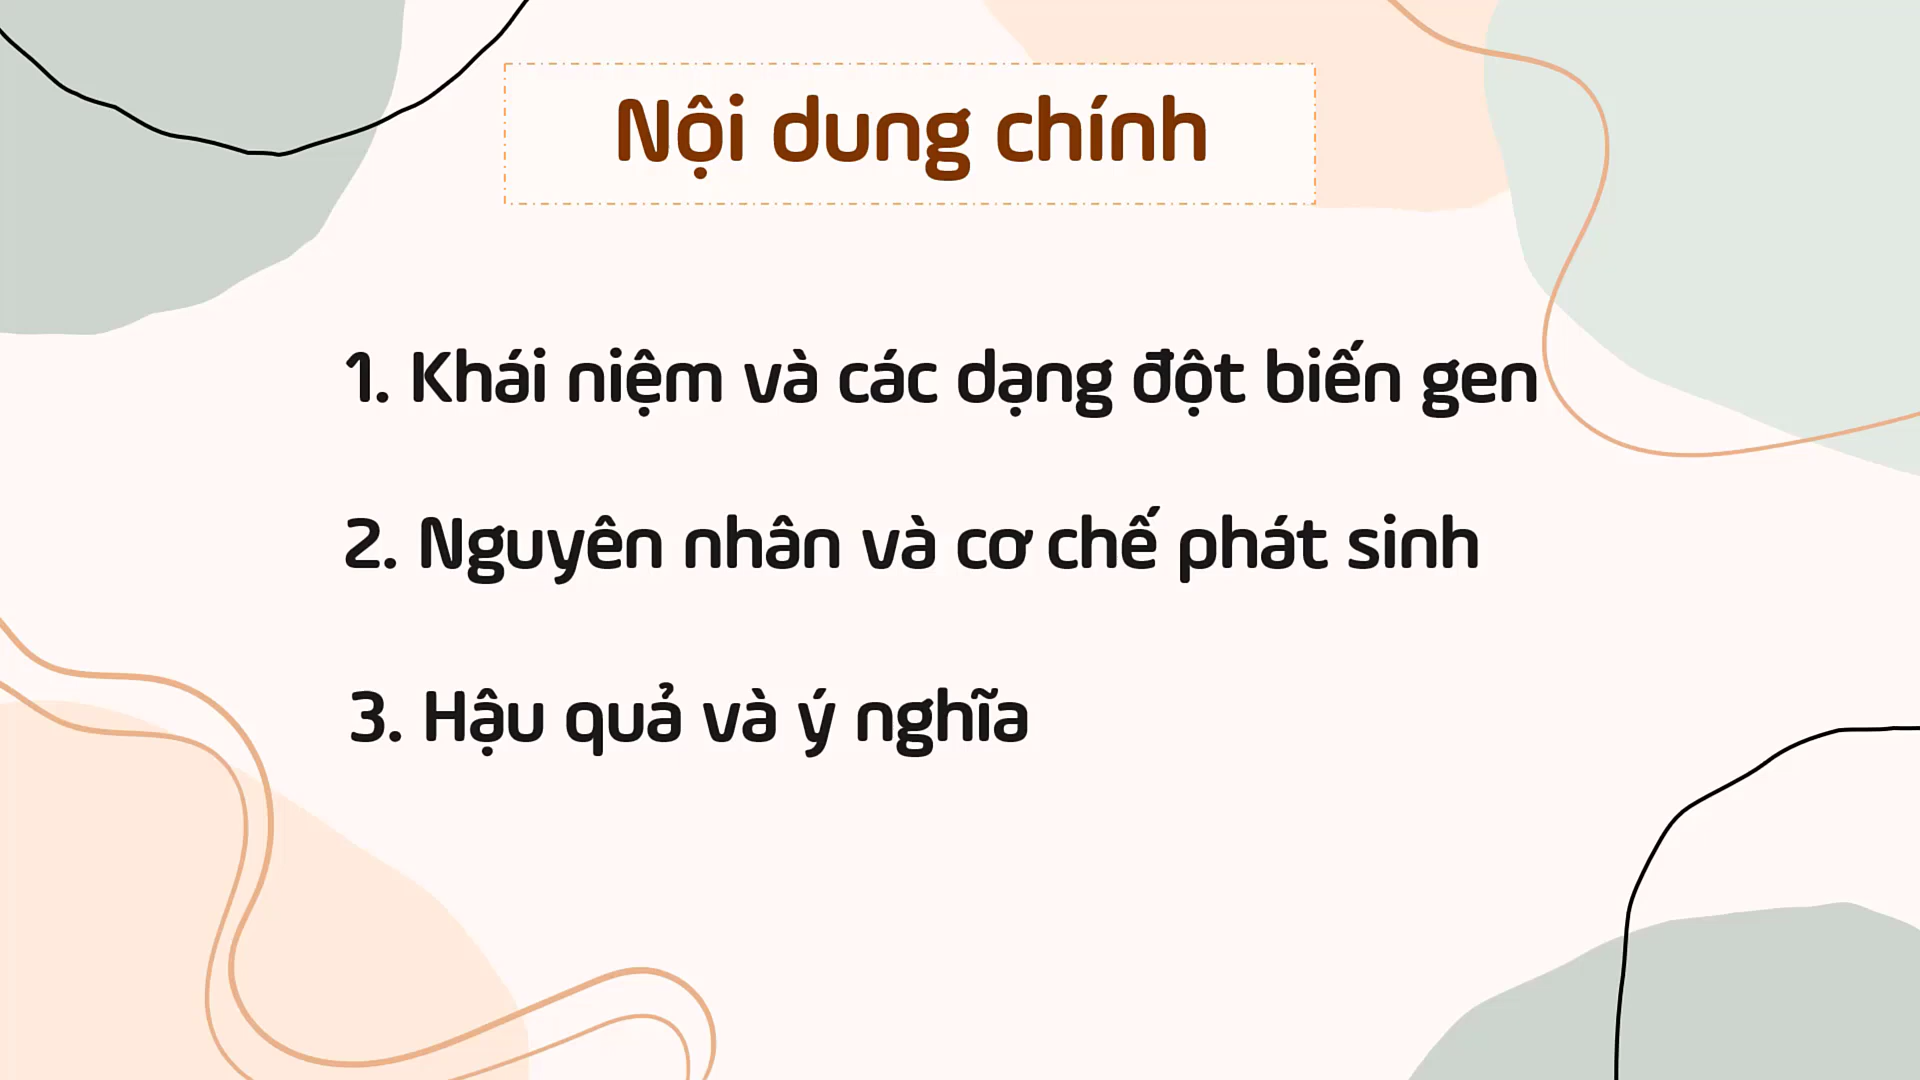 Nội dung chính
1. Khái niệm và các dạng đột biến gen
2. Nguyên nhân và cơ chế phát sinh
3. Hậu quả và ý nghĩa